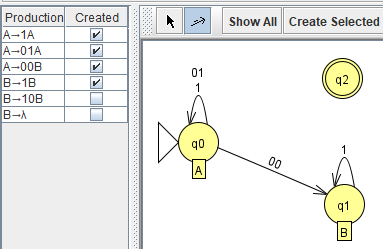 Production Created
A→1A
A→01A
A→00B
B→1B
B→10B
B→λ
Show All Create Selected
01
1
q0
A
00
q2
1
q1
B